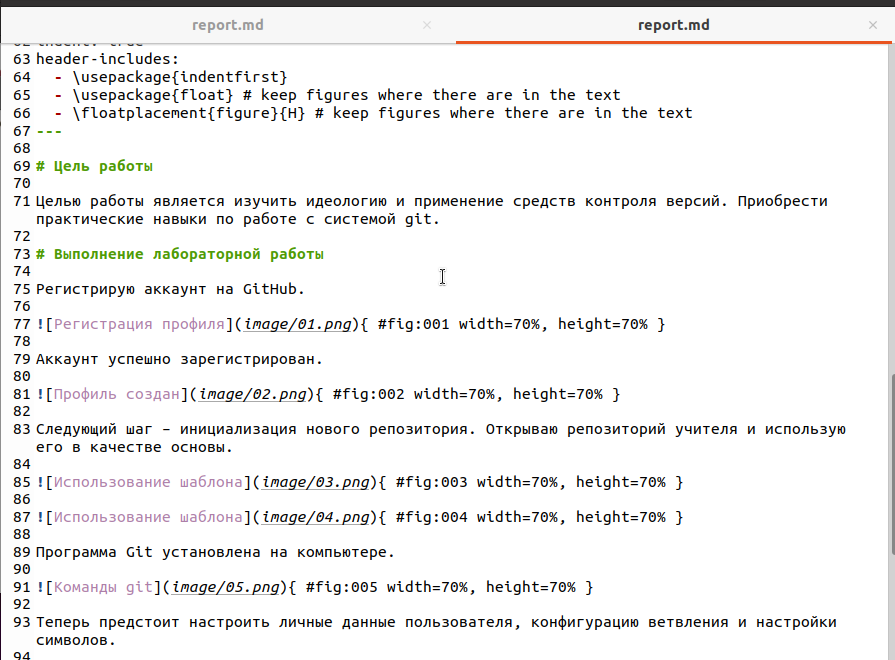 report.md × report.md ×
62 indent: true
63 header-includes:
64 - \usepackage{indentfirst}
65 - \usepackage{float} # keep figures where there are in the text
66 - \floatplacement{figure}{H} # keep figures where there are in the text
67 ---
68
69 # Цель работы
70
71 Целью работы является изучить идеологию и применение средств контроля версий. Приобрести
практические навыки по работе с системой git.
72
73 # Выполнение лабораторной работы
74
75 Регистрирую аккаунт на GitHub.
76
77 ![Регистрация профиля](image/01.png){ #fig:001 width=70%, height=70% }
78
79 Аккаунт успешно зарегистрирован.
80
81 ![Профиль создан](image/02.png){ #fig:002 width=70%, height=70% }
82
83 Следующий шаг – инициализация нового репозитория. Открываю репозиторий учителя и использую
его в качестве основы.
84
85 ![Использование шаблона](image/03.png){ #fig:003 width=70%, height=70% }
86
87 ![Использование шаблона](image/04.png){ #fig:004 width=70%, height=70% }
88
89 Программа Git установлена на компьютере.
90
91 ![Команды git](image/05.png){ #fig:005 width=70%, height=70% }
92
93 Теперь предстоит настроить личные данные пользователя, конфигурацию ветвления и настройки
символов.
94